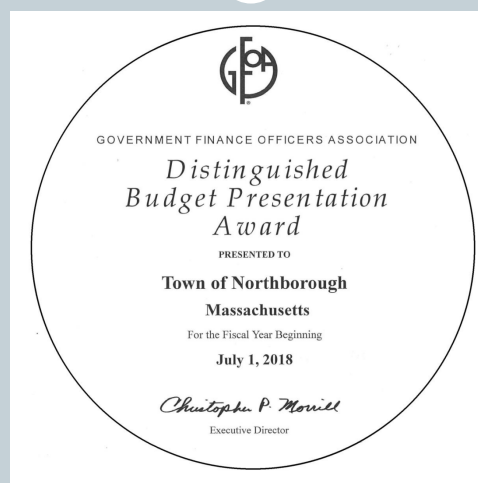 GFOA
GOVERNMENT FINANCE OFFICERS ASSOCIATION
Distinguished
Budget Presentation
Award
PRESENTED TO
Town of Northborough
Massachusetts
For the Fiscal Year Beginning
July 1, 2018
Christopher P. Morrill
Executive Director